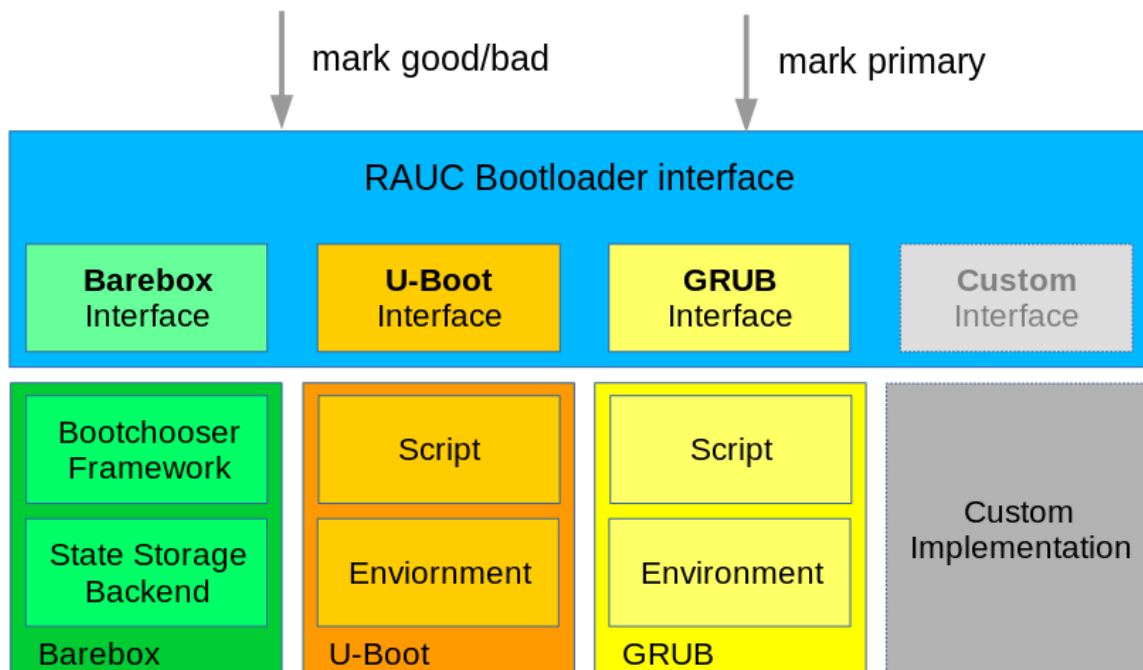 mark good/bad
mark primary
RAUC Bootloader interface
Barebox
Interface
U-Boot
Interface
GRUB
Interface
Custom
Interface
Bootchooser
Framework
State Storage
Backend
Barebox
Script
Enviornment
U-Boot
Script
Environment
GRUB
Custom
Implementation